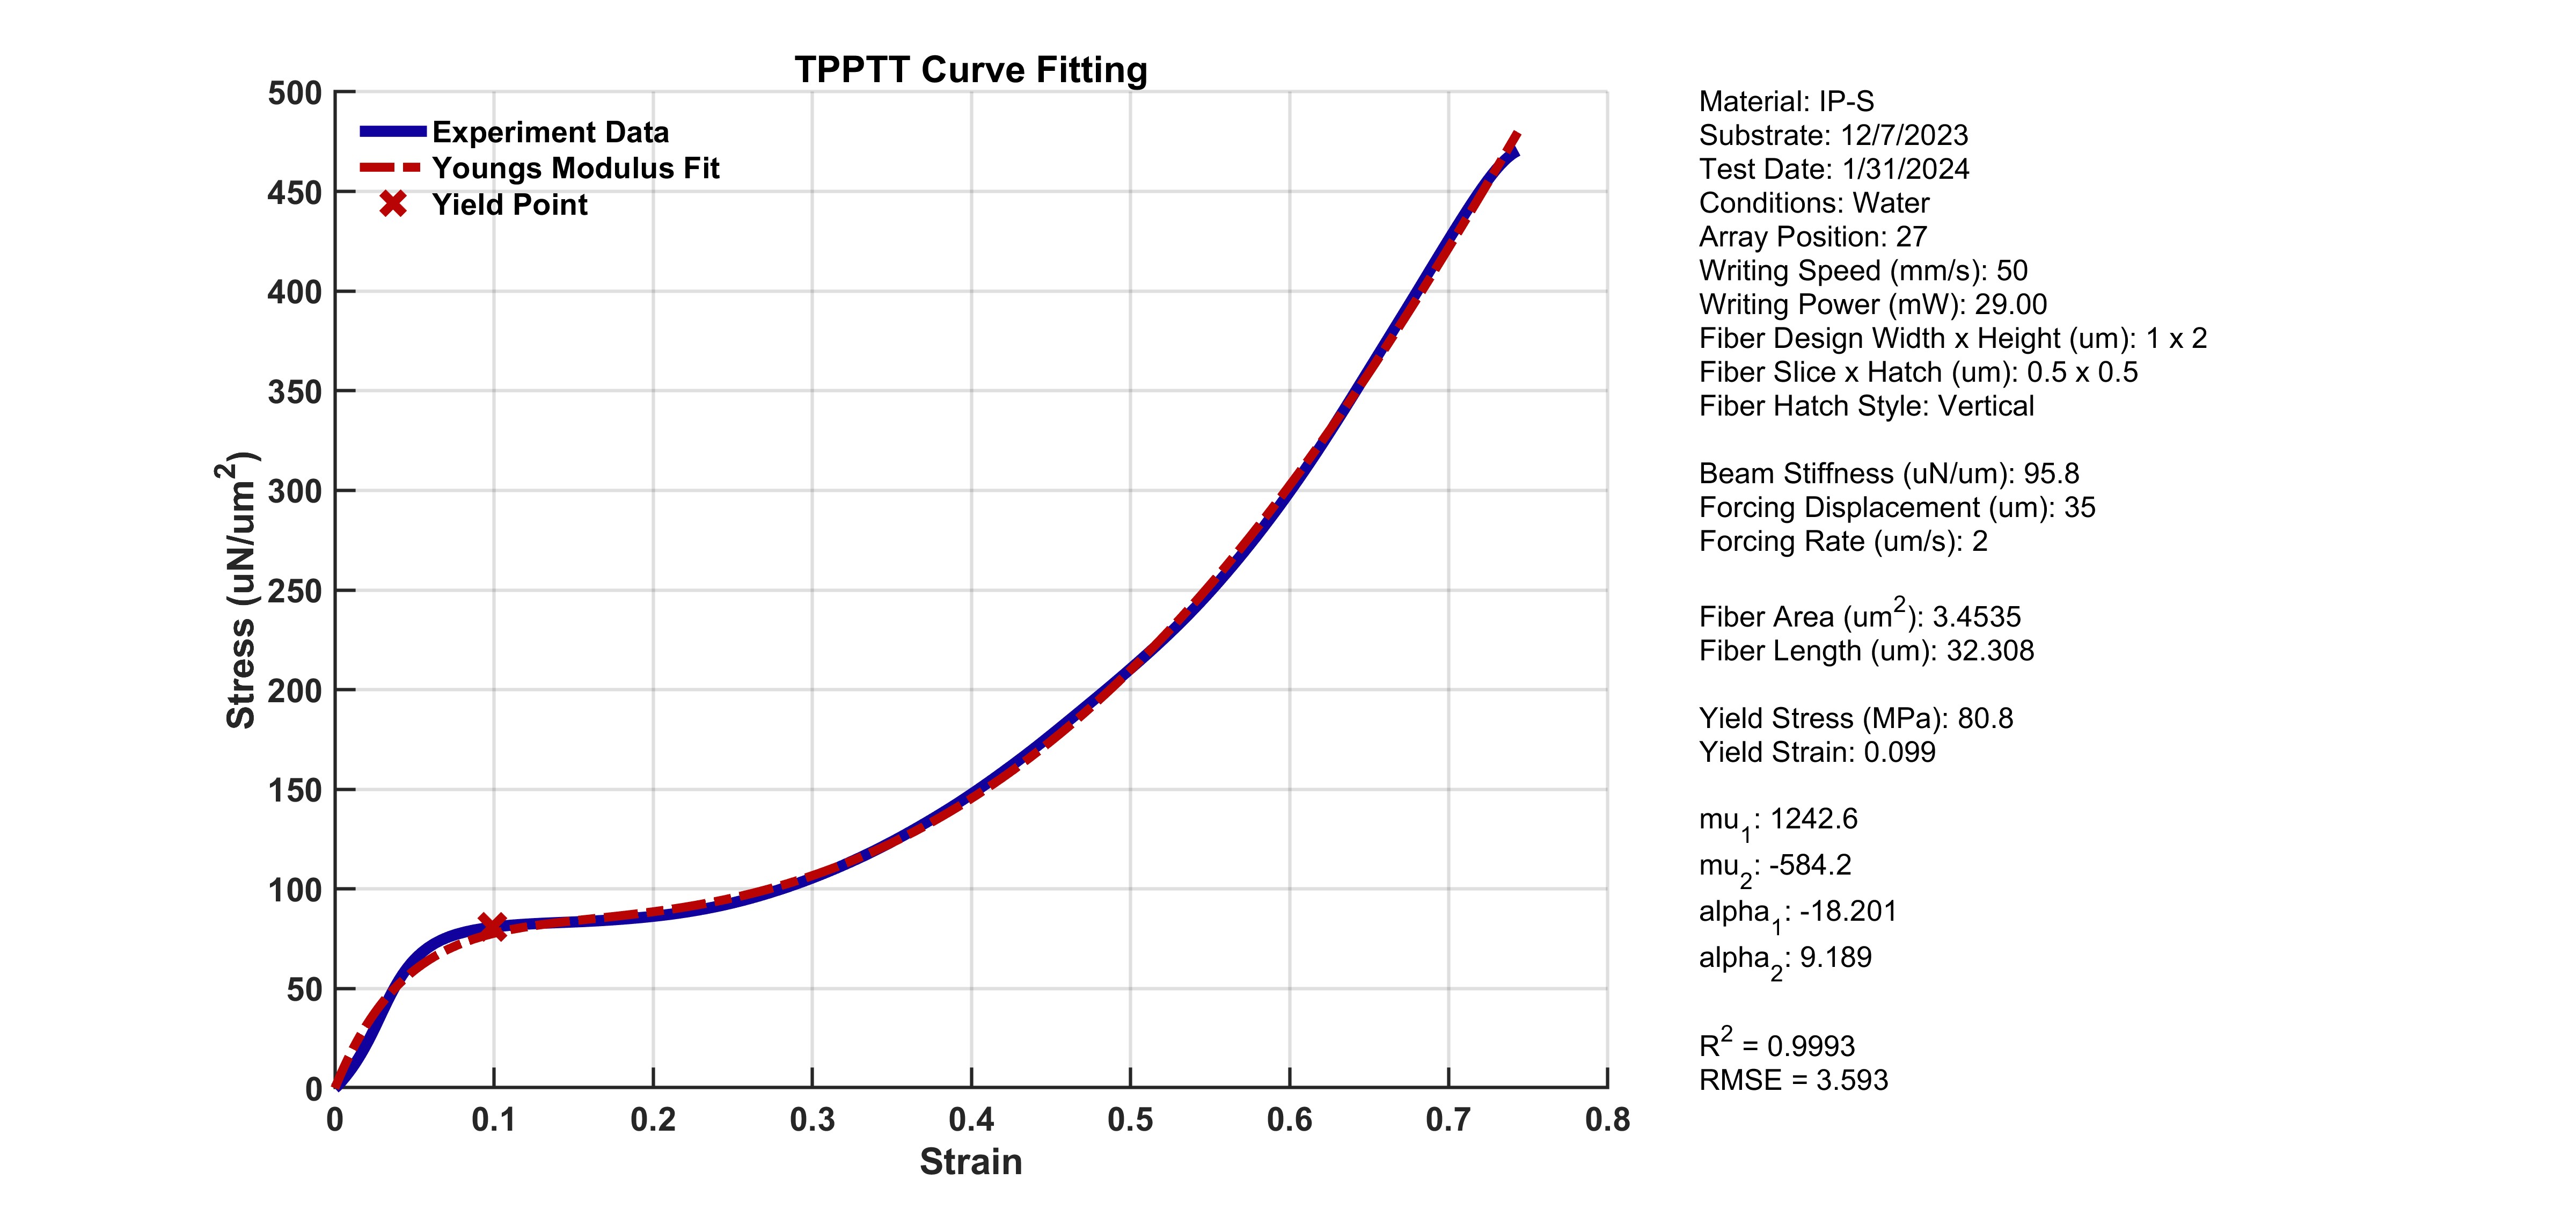 TPPTT Curve Fitting
500
450
400
350
300
250
200
150
100
50
0
Stress (uN/um²)
Experiment Data
Youngs Modulus Fit
Yield Point
0 0.1 0.2 0.3 0.4 0.5 0.6 0.7 0.8
Strain
Material: IP-S
Substrate: 12/7/2023
Test Date: 1/31/2024
Conditions: Water
Array Position: 27
Writing Speed (mm/s): 50
Writing Power (mW): 29.00
Fiber Design Width x Height (um): 1 x 2
Fiber Slice x Hatch (um): 0.5 x 0.5
Fiber Hatch Style: Vertical
Beam Stiffness (uN/um): 95.8
Forcing Displacement (um): 35
Forcing Rate (um/s): 2
Fiber Area (um²): 3.4535
Fiber Length (um): 32.308
Yield Stress (MPa): 80.8
Yield Strain: 0.099
mu₁: 1242.6
mu₂: -584.2
alpha₁: -18.201
alpha₂: 9.189
R² = 0.9993
RMSE = 3.593